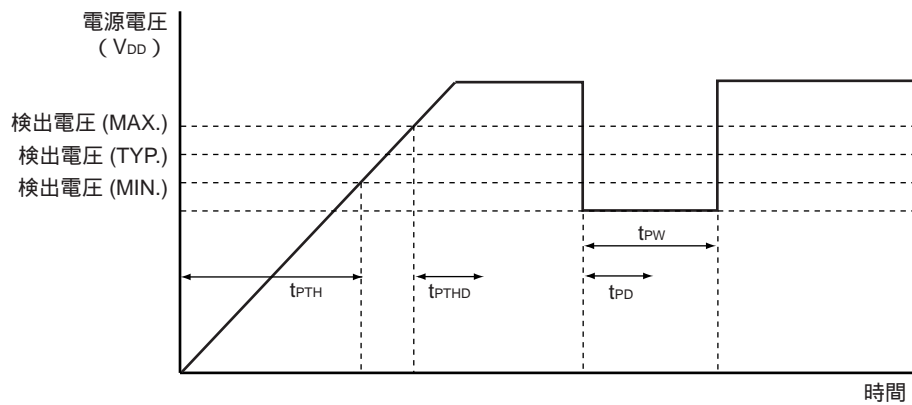 電源電圧
（VDD）
検出電圧 (MAX.)
検出電圧 (TYP.)
検出電圧 (MIN.)
tPW
tPTH
tPTHD
tPD
時間